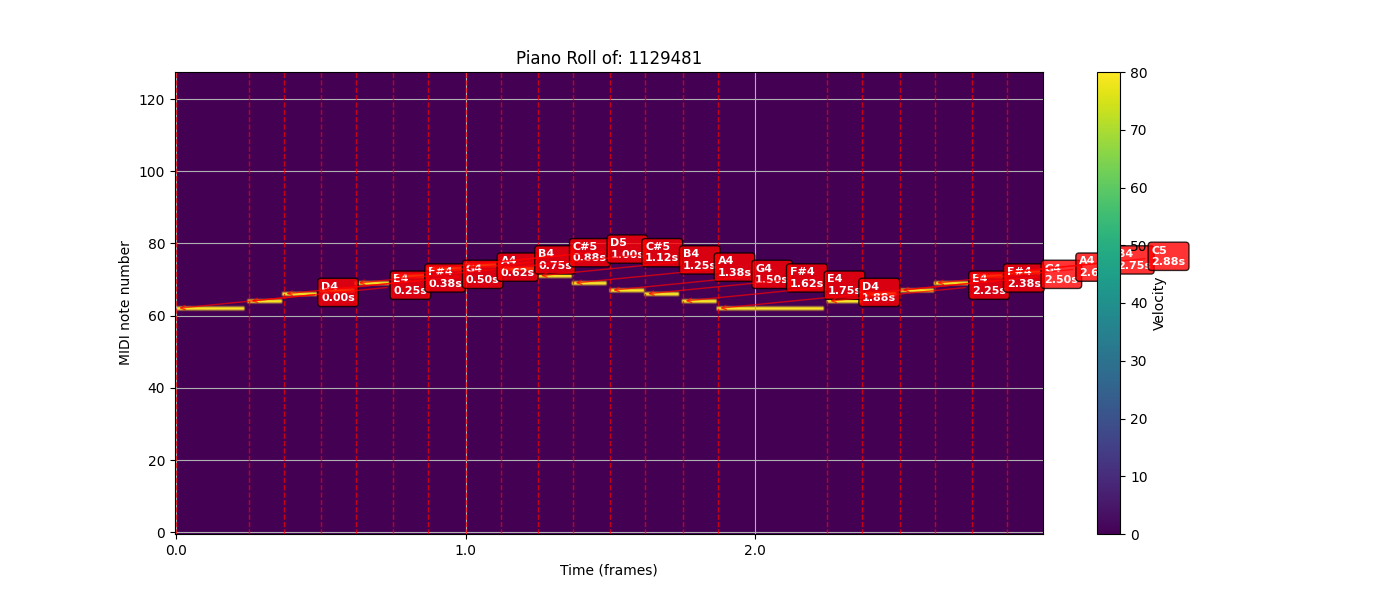 Piano Roll of: 1129481
MIDI note number
120
100
80
60
40
20
0
D4
0.00s
E4
0.25s
F#4
0.38s
G4
0.50s
A4
0.62s
B4
0.75s
C#5
0.88s
D5
1.00s
C#5
1.12s
B4
1.25s
A4
1.38s
G4
1.50s
F#4
1.62s
E4
1.75s
D4
1.88s
E4
2.25s
F#4
2.38s
G4
2.50s
A4
2.6
B4
2.75s
C5
2.88s
0.0
1.0
2.0
Time (frames)
80
70
60
50
40
30
20
10
0
Velocity